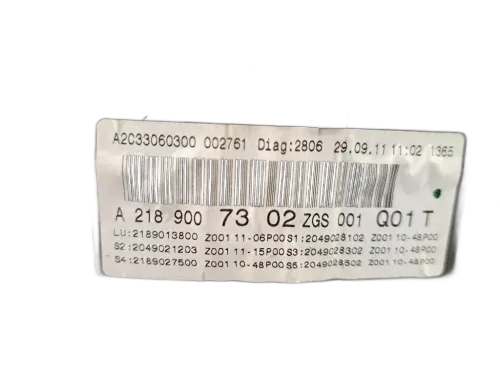 A2C33060300 002761 Diag:2806 29.09.11 11:02 1365
A 218 900 73 02 ZGS 001 Q01 T
LU:2189013800 Z001 11-06P00 S1:2049028102 Z001 10-48P00
S2:2049021203 Z001 11-15P00 S3:2049028302 Z001 10-48P00
S4:2189027500 Z001 10-48P00 S5:2049028502 Z001 10-48P00